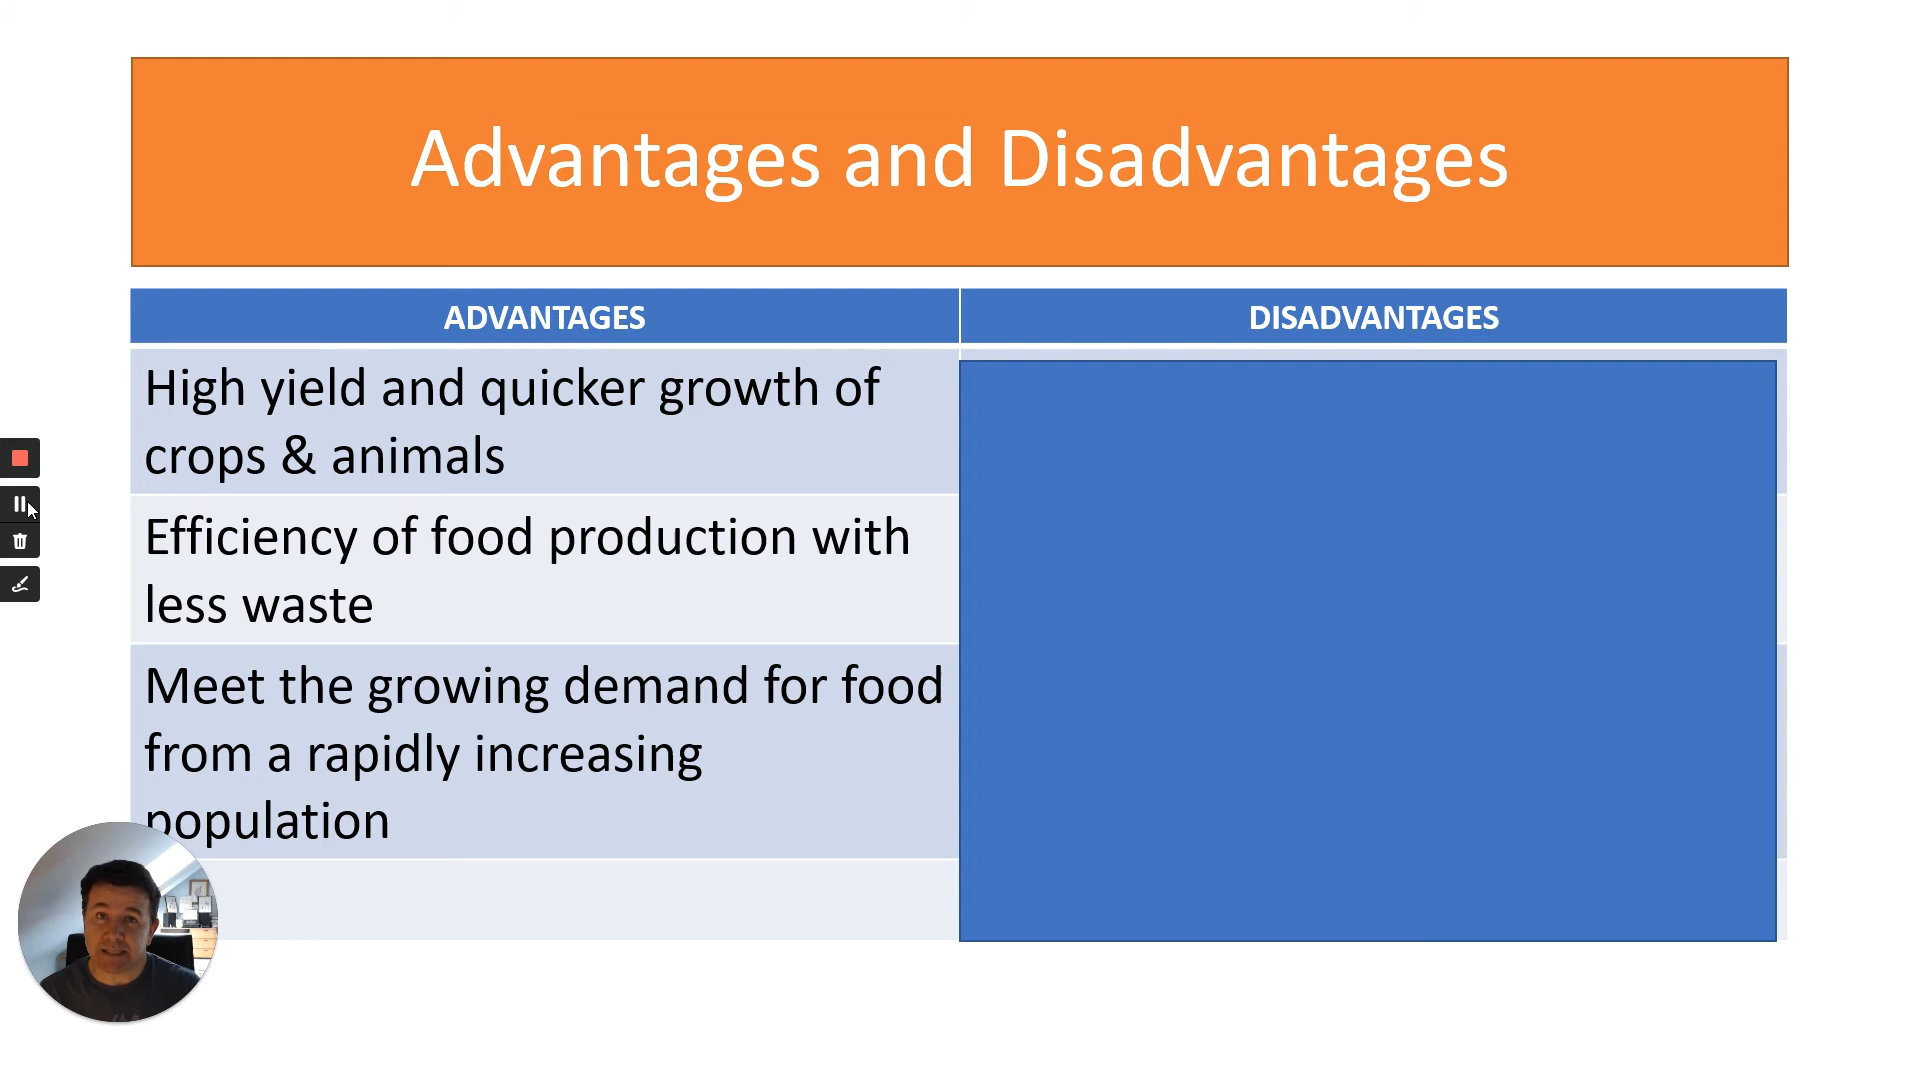 Advantages and Disadvantages
ADVANTAGES
DISADVANTAGES
High yield and quicker growth of
crops & animals
Efficiency of food production with
less waste
Meet the growing demand for food
from a rapidly increasing
population